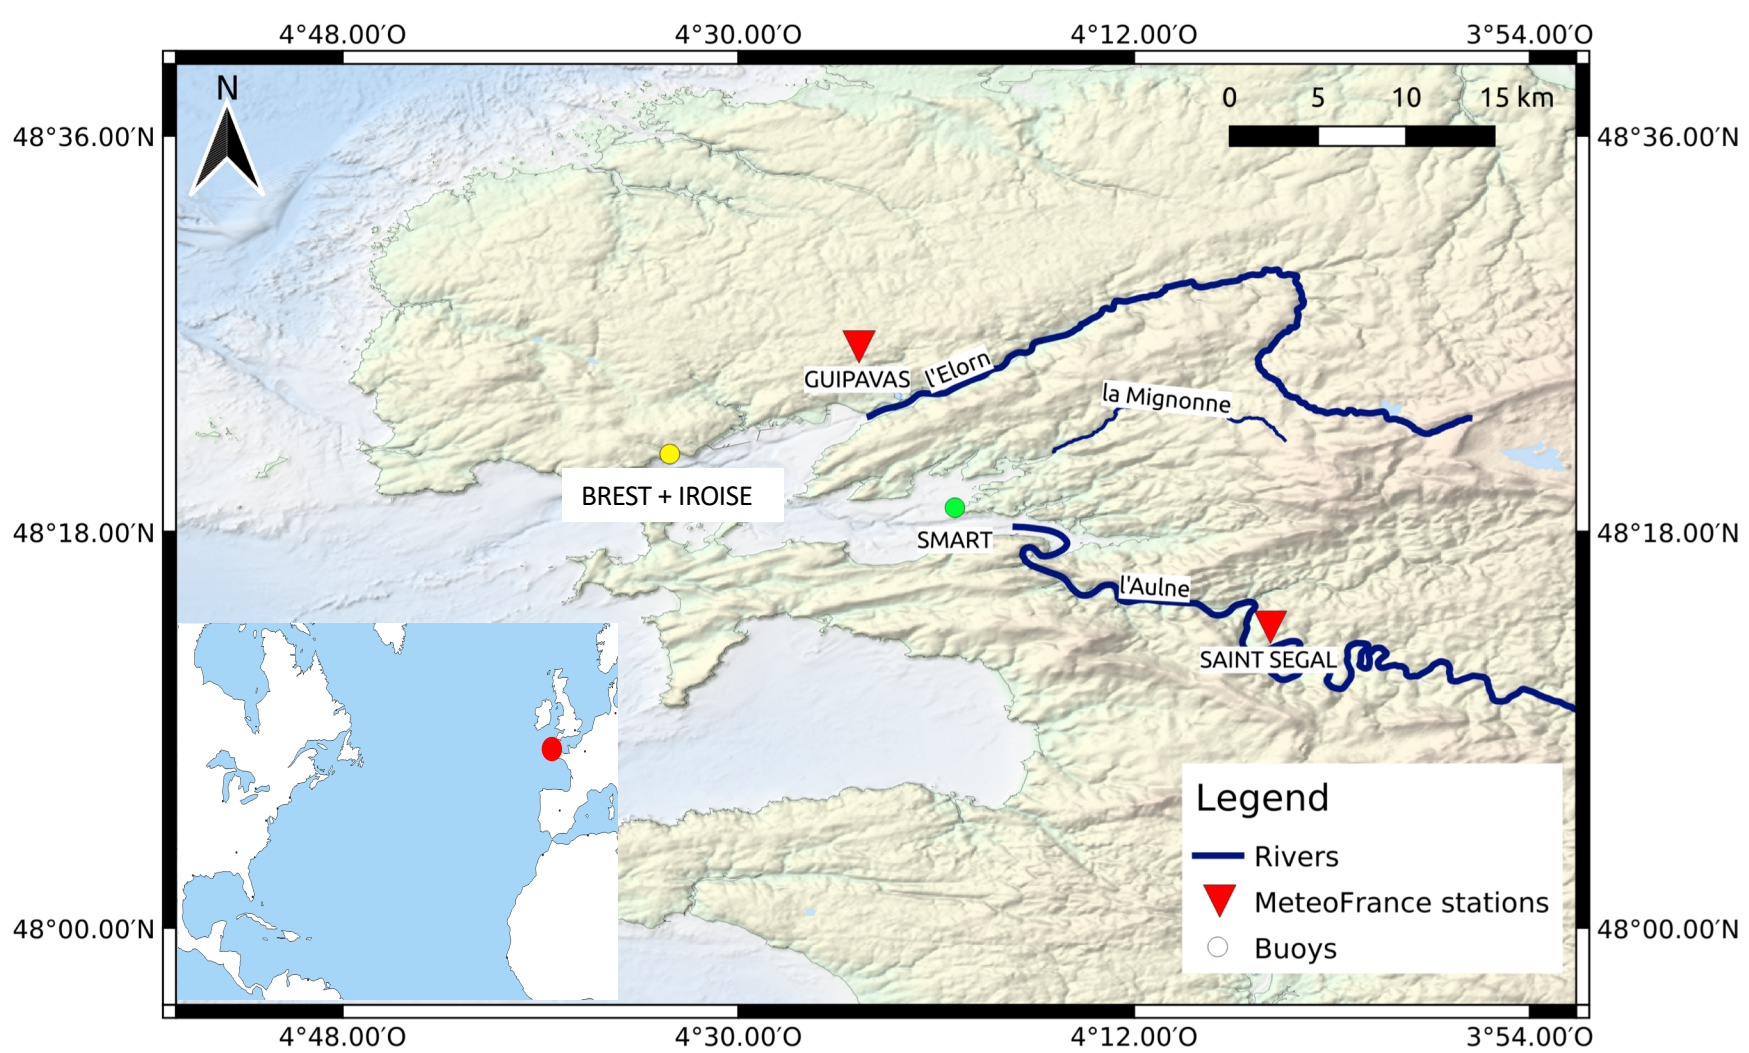 4°48.00′O
4°30.00′O
4°12.00′O
3°54.00′O
N
0 5 10 15 km
48°36.00′N
48°36.00′N
GUIPAVAS
l'Elorn
la Mignonne
BREST + IROISE
SMART
48°18.00′N
48°18.00′N
l'Aulne
SAINT SEGAL
Legend
Rivers
MeteoFrance stations
Buoys
48°00.00′N
48°00.00′N
4°48.00′O
4°30.00′O
4°12.00′O
3°54.00′O